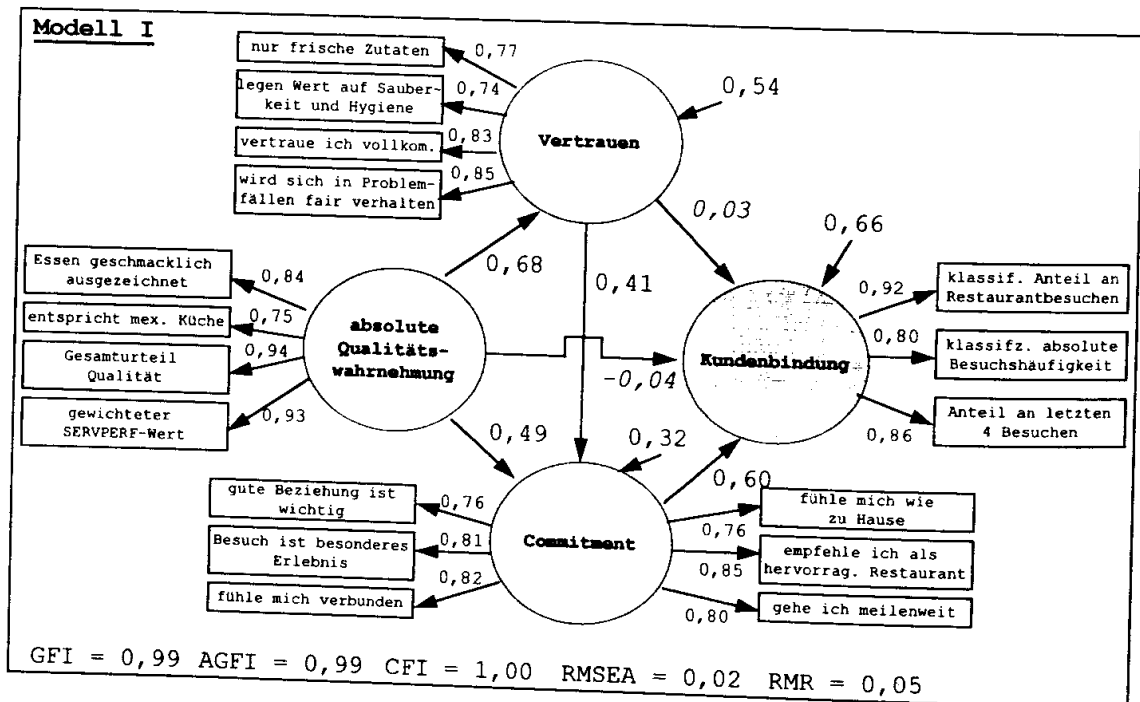 Modell I
nur frische Zutaten
0,77
legen Wert auf Sauber-
keit und Hygiene
0,74
vertraue ich vollkom.
0,83
wird sich in Problem-
fällen fair verhalten
0,85
Vertrauen
0,54
0,03
0,66
0,68
0,41
Essen geschmacklich
ausgezeichnet
0,84
entspricht mex. Küche
0,75
Gesamturteil
Qualität
0,94
gewichteter
SERVPERF-Wert
0,93
absolute
Qualitäts-
wahrnehmung
-0,04
Kundenbindung
0,92
klassif. Anteil an
Restaurantbesuchen
0,80
klassifz. absolute
Besuchshäufigkeit
0,86
Anteil an letzten
4 Besuchen
0,49
0,32
0,60
gute Beziehung ist
wichtig
0,76
Besuch ist besonderes
Erlebnis
0,81
fühle mich verbunden
0,82
Commitment
fühle mich wie
zu Hause
0,76
empfehle ich als
hervorrag. Restaurant
0,85
gehe ich meilenweit
0,80
GFI = 0,99 AGFI = 0,99 CFI = 1,00 RMSEA = 0,02 RMR = 0,05